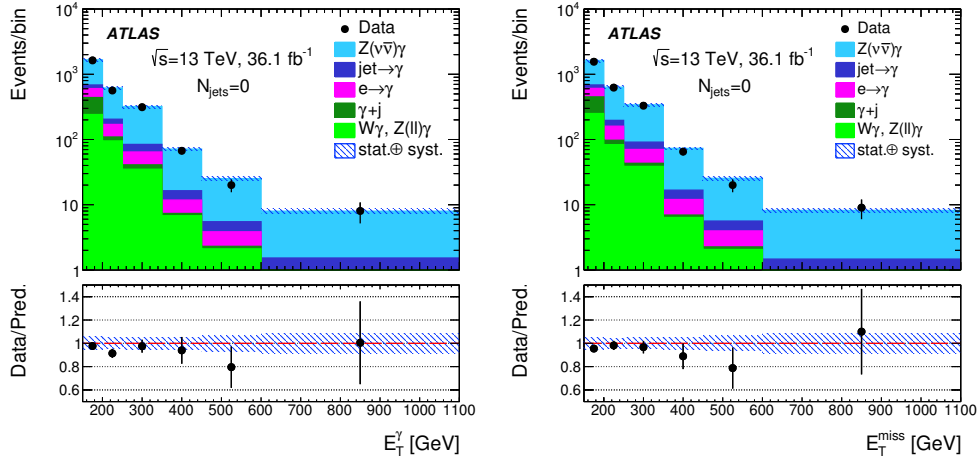 Events/bin
10⁴
10³
10²
10
1
ATLAS
√s=13 TeV, 36.1 fb⁻¹
N_jets=0
Data
Z(νν̄)γ
jet→γ
e→γ
γ+j
Wγ, Z(ll)γ
stat.⊕ syst.
Data/Pred.
1.4
1.2
1
0.8
0.6
200 300 400 500 600 700 800 900 1000 1100
E_T^γ [GeV]
Events/bin
10⁴
10³
10²
10
1
ATLAS
√s=13 TeV, 36.1 fb⁻¹
N_jets=0
Data
Z(νν̄)γ
jet→γ
e→γ
γ+j
Wγ, Z(ll)γ
stat.⊕ syst.
Data/Pred.
1.4
1.2
1
0.8
0.6
200 300 400 500 600 700 800 900 1000 1100
E_T^miss [GeV]